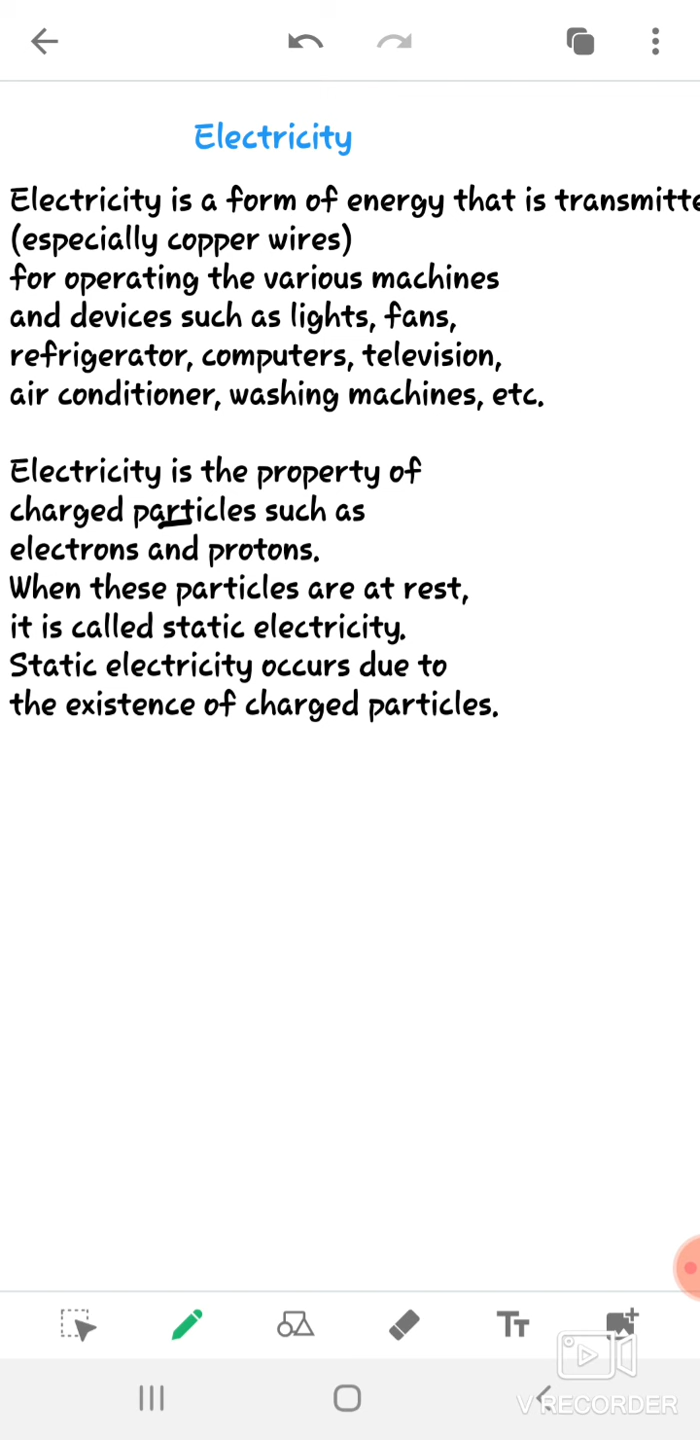 Electricity
Electricity is a form of energy that is
(especially copper wires)
for operating the various machines
and devices such as lights, fans,
refrigerator, computers, television,
air conditioner, washing machines, etc.
Electricity is the property of
charged particles such as
electrons and protons.
When these particles are at rest,
it is called static electricity.
Static electricity occurs due to
the existence of charged particles.
TT
V RECORDER